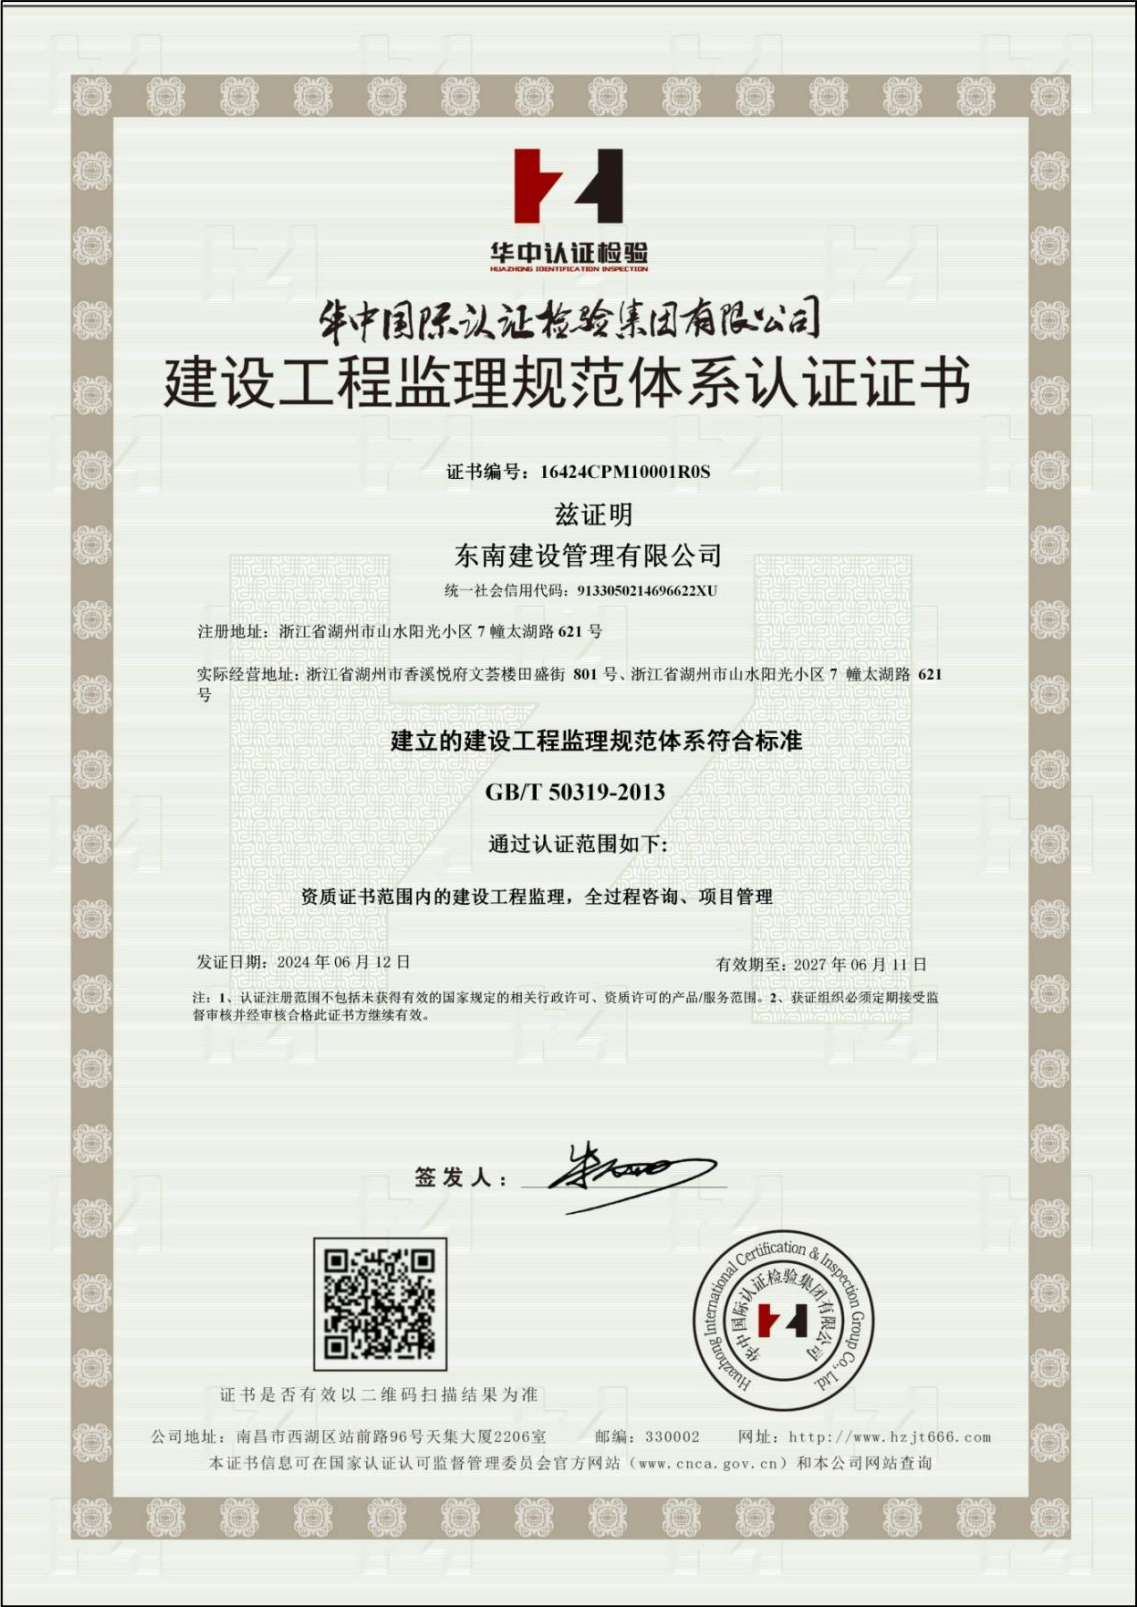 华中认证检验
HUAZHONG IDENTIFICATION INSPECTION
华中国际认证检验集团有限公司
建设工程监理规范体系认证证书
证书编号：16424CPM10001R0S
兹证明
东南建设管理有限公司
统一社会信用代码：9133050214696622XU
注册地址：浙江省湖州市山水阳光小区 7 幢太湖路 621 号
实际经营地址：浙江省湖州市香溪悦府文荟楼田盛街 801 号、浙江省湖州市山水阳光小区 7 幢太湖路 621
号
建立的建设工程监理规范体系符合标准
GB/T 50319-2013
通过认证范围如下:
资质证书范围内的建设工程监理，全过程咨询、项目管理
发证日期：2024 年 06 月 12 日
有效期至：2027 年 06 月 11 日
注：1、认证注册范围不包括未获得有效的国家规定的相关行政许可、资质许可的产品/服务范围。2、获证组织必须定期接受监
督审核并经审核合格此证书方继续有效。
签发人：
Huazhong International Certification & Inspection Group Co., Ltd.
华中国际认证检验集团有限公司
证书是否有效以二维码扫描结果为准
公司地址：南昌市西湖区站前路96号天集大厦2206室 邮编：330002 网址：http://www.hzjt666.com
本证书信息可在国家认证认可监督管理委员会官方网站（www.cnca.gov.cn）和本公司网站查询